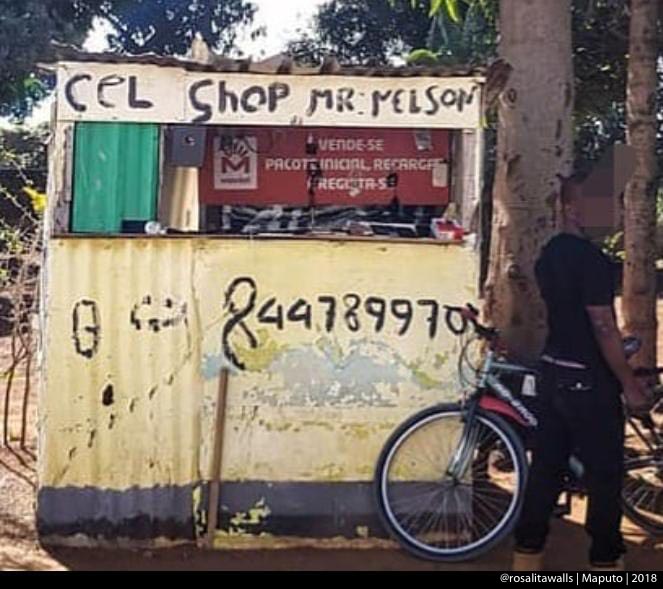 CEL SHOP MR: NELSON
VENDE-SE
PACOTE INICIAL, RECARGA
REGISTA-SE
844789970
@rosalitawalls | Maputo | 2018